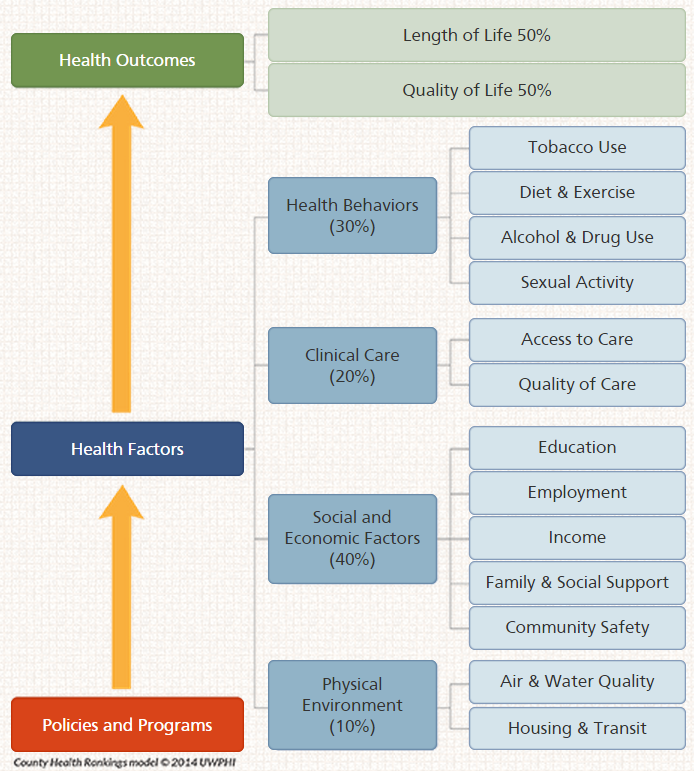 Health Outcomes
Length of Life 50%
Quality of Life 50%
Health Behaviors
(30%)
Tobacco Use
Diet & Exercise
Alcohol & Drug Use
Sexual Activity
Clinical Care
(20%)
Access to Care
Quality of Care
Health Factors
Social and
Economic Factors
(40%)
Education
Employment
Income
Family & Social Support
Community Safety
Physical
Environment
(10%)
Air & Water Quality
Housing & Transit
Policies and Programs
County Health Rankings model © 2014 UWPHI